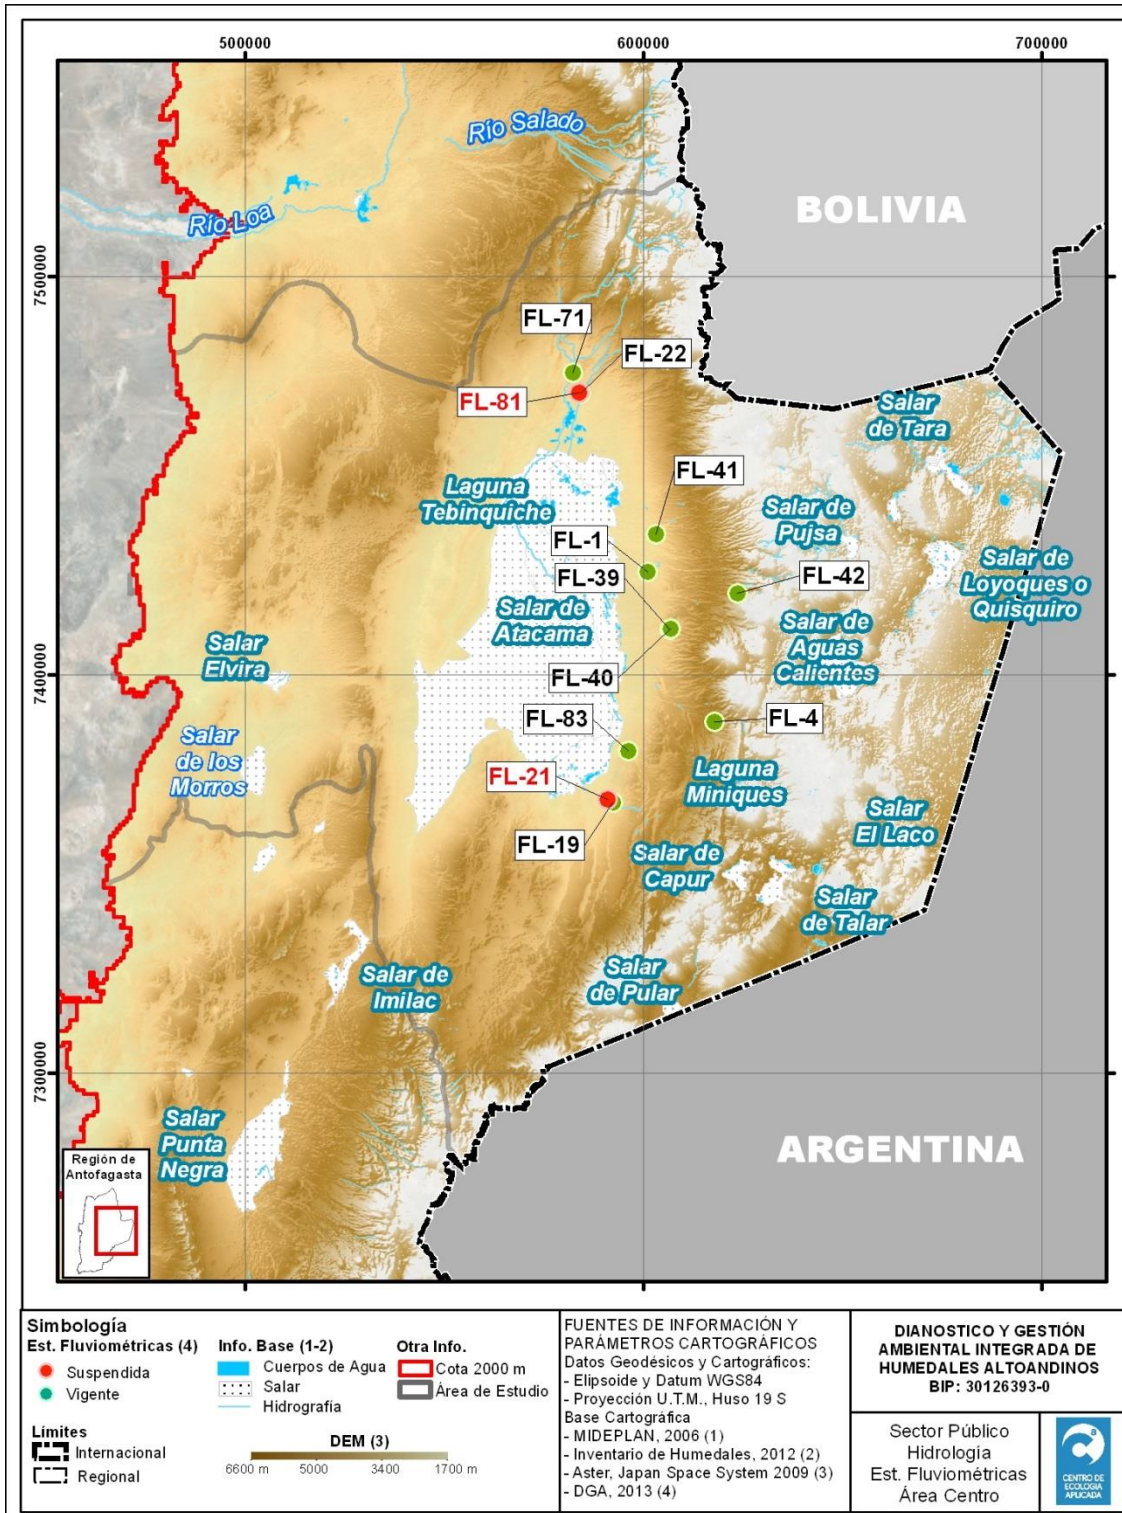 500000
600000
700000
Río Salado
BOLIVIA
Río Loa
7500000
FL-71
FL-22
FL-81
Salar
de Tara
FL-41
Laguna
Tebinquiche
Salar de
Pujsa
FL-1
Salar de
Loyoques o
Quisquiro
FL-39
FL-42
Salar de
Atacama
Salar de
Aguas
Calientes
Salar
Elvira
7400000
FL-40
FL-83
FL-4
Salar
de los
Morros
FL-21
Laguna
Miniques
Salar
El Laco
FL-19
Salar de
Capur
Salar
de Talar
Salar de
Imilac
Salar
de Pular
7300000
Salar
Punta
Negra
ARGENTINA
Región de
Antofagasta
Simbología
Est. Fluviométricas (4)
Suspendida
Vigente
Límites
Internacional
Regional
Info. Base (1-2)
Cuerpos de Agua
Salar
Hidrografía
Otra Info.
Cota 2000 m
Área de Estudio
DEM (3)
6600 m 5000 3400 1700 m
FUENTES DE INFORMACIÓN Y
PARÁMETROS CARTOGRÁFICOS
Datos Geodésicos y Cartográficos:
- Elipsoide y Datum WGS84
- Proyección U.T.M., Huso 19 S
Base Cartográfica
- MIDEPLAN, 2006 (1)
- Inventario de Humedales, 2012 (2)
- Aster, Japan Space System 2009 (3)
- DGA, 2013 (4)
DIANOSTICO Y GESTIÓN
AMBIENTAL INTEGRADA DE
HUMEDALES ALTOANDINOS
BIP: 30126393-0
Sector Público
Hidrología
Est. Fluviométricas
Área Centro
CENTRO DE
ECOLOGIA
APLICADA